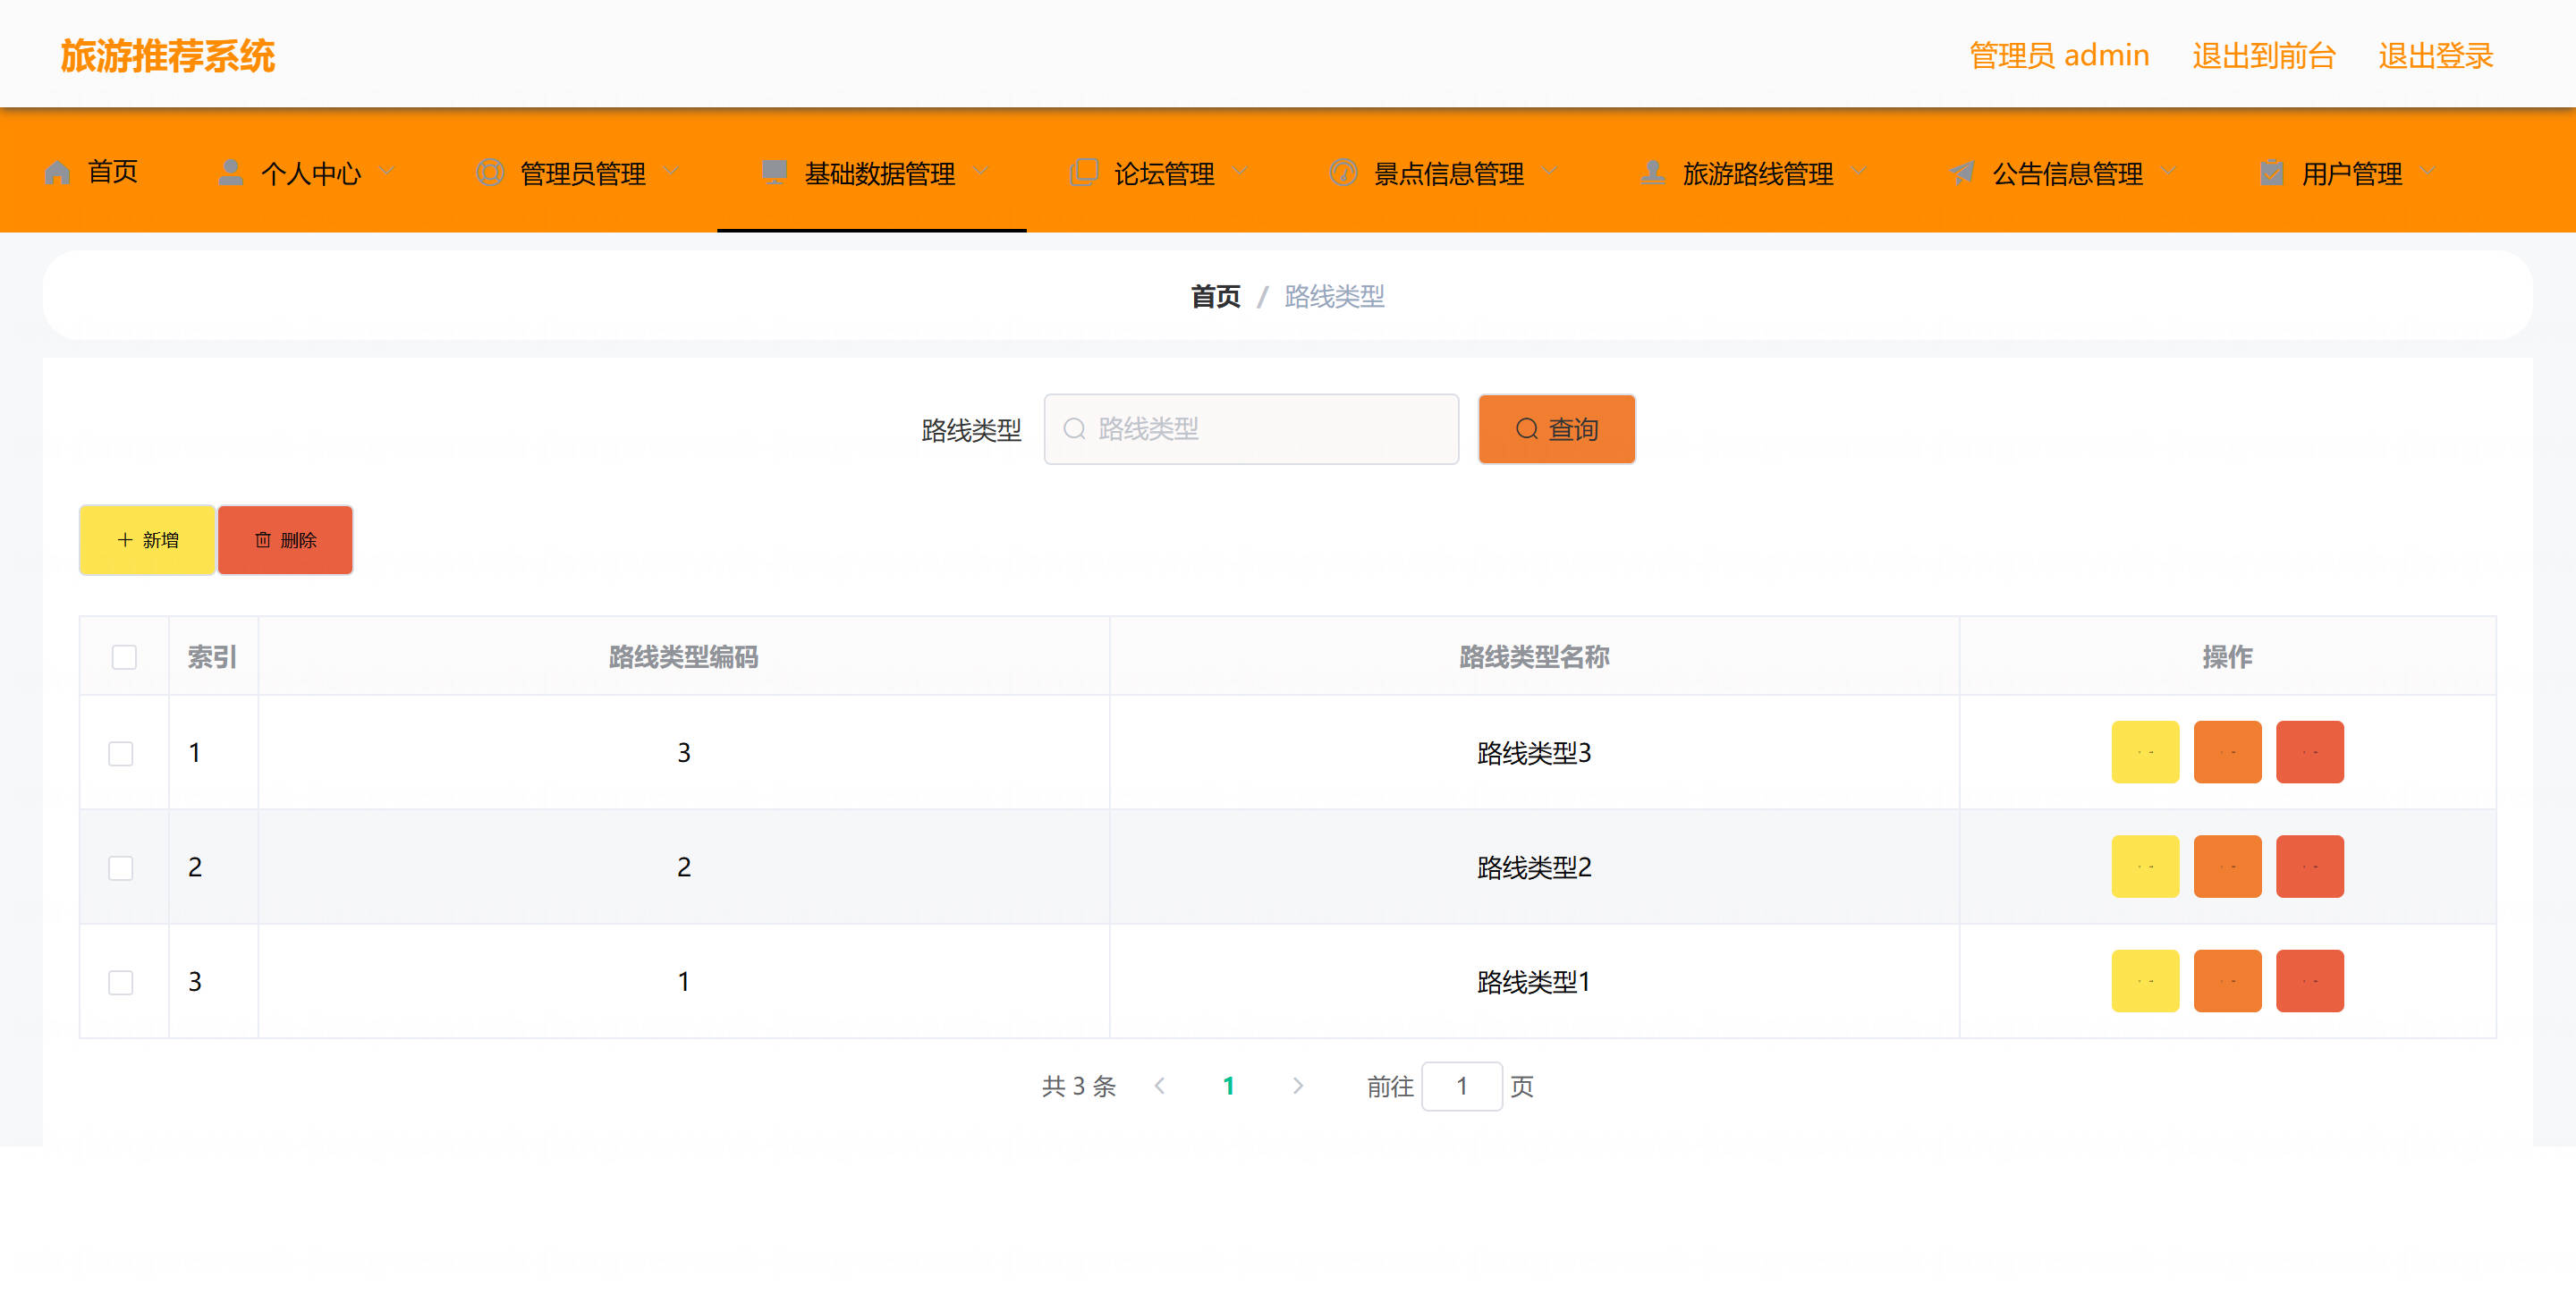 旅游推荐系统 管理员 admin 退出到前台 退出登录
首页 个人中心 管理员管理 基础数据管理 论坛管理 景点信息管理 旅游路线管理 公告信息管理 用户管理
首页 / 路线类型
路线类型 路线类型 查询
新增 删除
索引 路线类型编码 路线类型名称 操作
1 3 路线类型3
2 2 路线类型2
3 1 路线类型1
共 3 条 1 前往 1 页